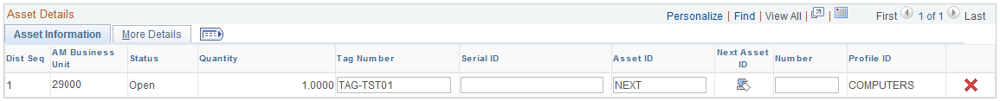 Asset Details
Personalize | Find | View All | | First 1 of 1 Last
Asset Information More Details
Dist Seq AM Business Unit Status Quantity Tag Number Serial ID Asset ID Next Asset ID Number Profile ID
1 29000 Open 1.0000 TAG-TST01 NEXT COMPUTERS